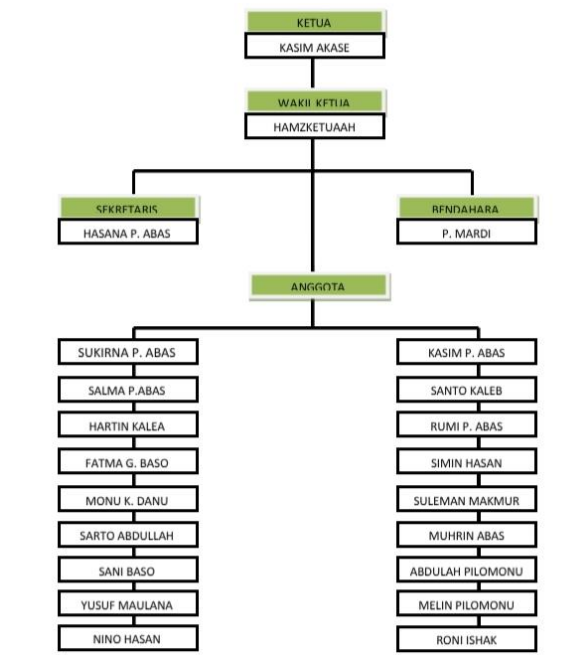 KETUA
KASIM AKASE
WAKIL KETUA
HAMZKETUAAH
SEKRETARIS
HASANA P. ABAS
BENDAHARA
P. MARDI
ANGGOTA
SUKIRNA P. ABAS
SALMA P.ABAS
HARTIN KALEA
FATMA G. BASO
MONU K. DANU
SARTO ABDULLAH
SANI BASO
YUSUF MAULANA
NINO HASAN
KASIM P. ABAS
SANTO KALEB
RUMI P. ABAS
SIMIN HASAN
SULEMAN MAKMUR
MUHRIN ABAS
ABDULAH PILOMONU
MELIN PILOMONU
RONI ISHAK